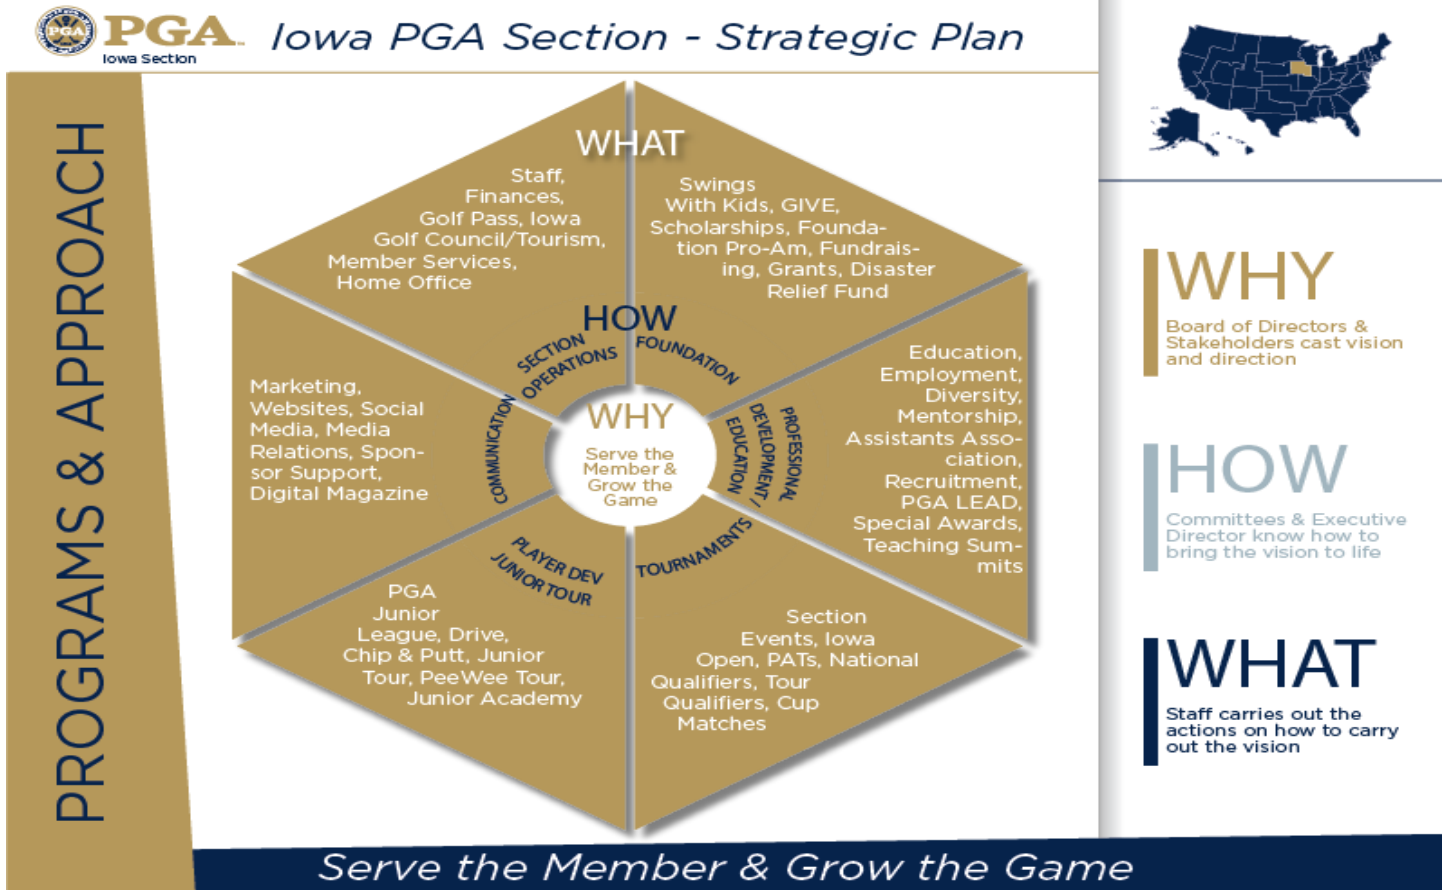 PGA
PGA
Iowa Section
Iowa PGA Section - Strategic Plan
PROGRAMS & APPROACH
WHAT
Staff,
Finances,
Golf Pass, Iowa
Golf Council/Tourism,
Member Services,
Home Office
Swings
With Kids, GIVE,
Scholarships, Founda-
tion Pro-Am, Fundrais-
ing, Grants, Disaster
Relief Fund
HOW
SECTION
OPERATIONS
FOUNDATION
Marketing,
Websites, Social
Media, Media
Relations, Spon-
sor Support,
Digital Magazine
COMMUNICATION
WHY
Serve the
Member &
Grow the
Game
PROFESSIONAL
DEVELOPMENT /
EDUCATION
Education,
Employment,
Diversity,
Mentorship,
Assistants Asso-
ciation,
Recruitment,
PGA LEAD,
Special Awards,
Teaching Sum-
mits
PLAYER DEV
JUNIOR TOUR
TOURNAMENTS
PGA
Junior
League, Drive,
Chip & Putt, Junior
Tour, PeeWee Tour,
Junior Academy
Section
Events, Iowa
Open, PATs, National
Qualifiers, Tour
Qualifiers, Cup
Matches
WHY
Board of Directors &
Stakeholders cast vision
and direction
HOW
Committees & Executive
Director know how to
bring the vision to life
WHAT
Staff carries out the
actions on how to carry
out the vision
Serve the Member & Grow the Game